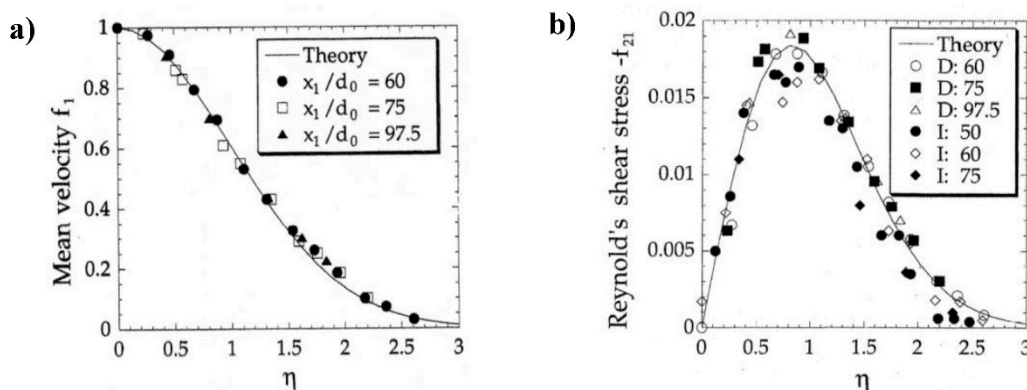 a)
Mean velocity f₁
1
0.8
0.6
0.4
0.2
0
0 0.5 1 1.5 2 2.5 3
η
Theory
x₁/d₀ = 60
x₁/d₀ = 75
x₁/d₀ = 97.5
b)
Reynold's shear stress -f₂₁
0.02
0.015
0.01
0.005
0
0 0.5 1 1.5 2 2.5 3
η
Theory
D: 60
D: 75
D: 97.5
I: 50
I: 60
I: 75